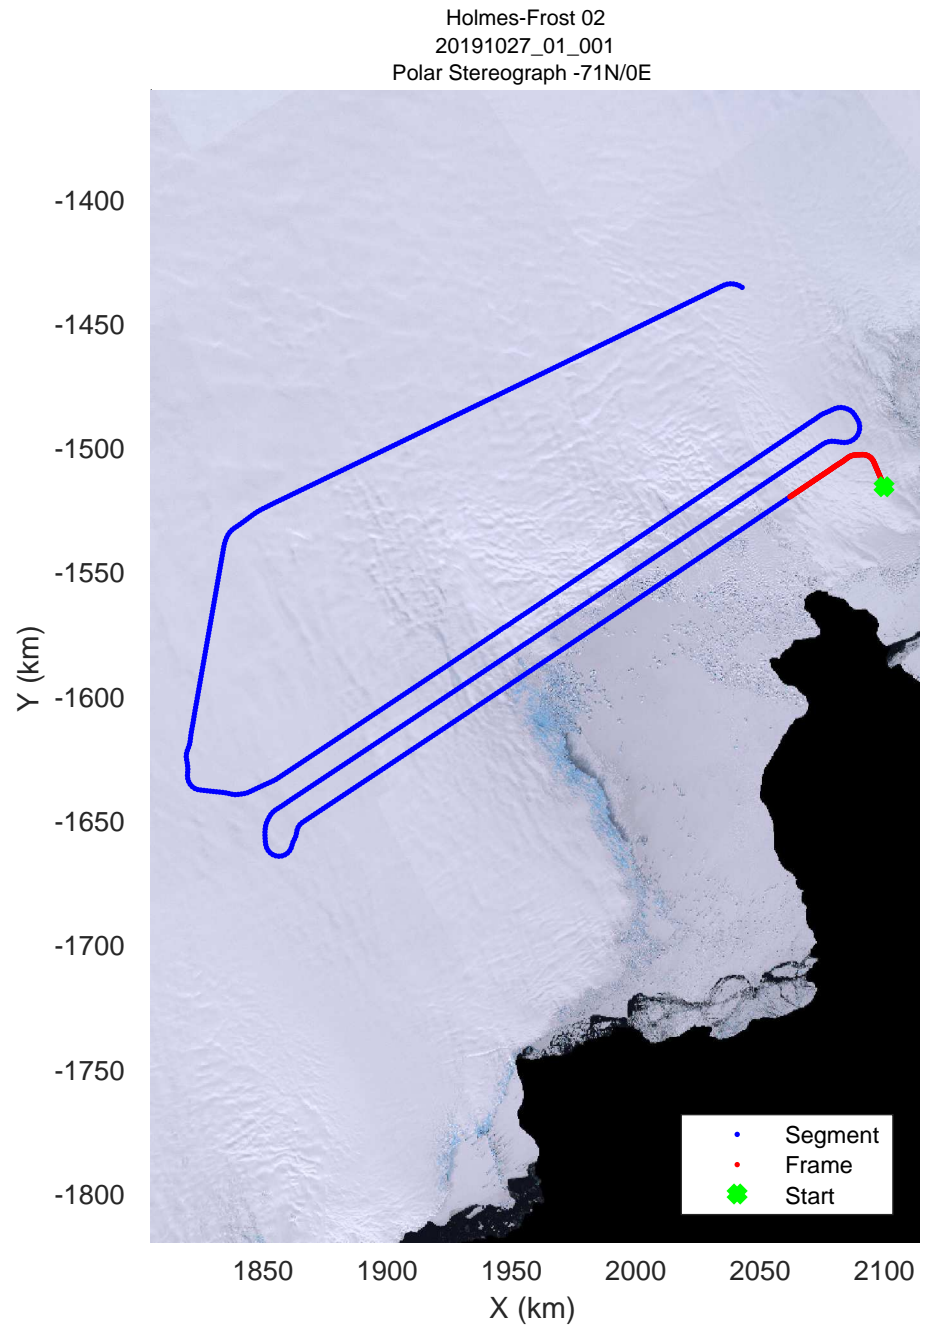 Holmes-Frost 02
20191027_01_001
Polar Stereograph -71N/0E
-1400
-1450
-1500
-1550
-1600
-1650
-1700
-1750
-1800
Y (km)
Segment
Frame
Start
1850 1900 1950 2000 2050 2100
X (km)